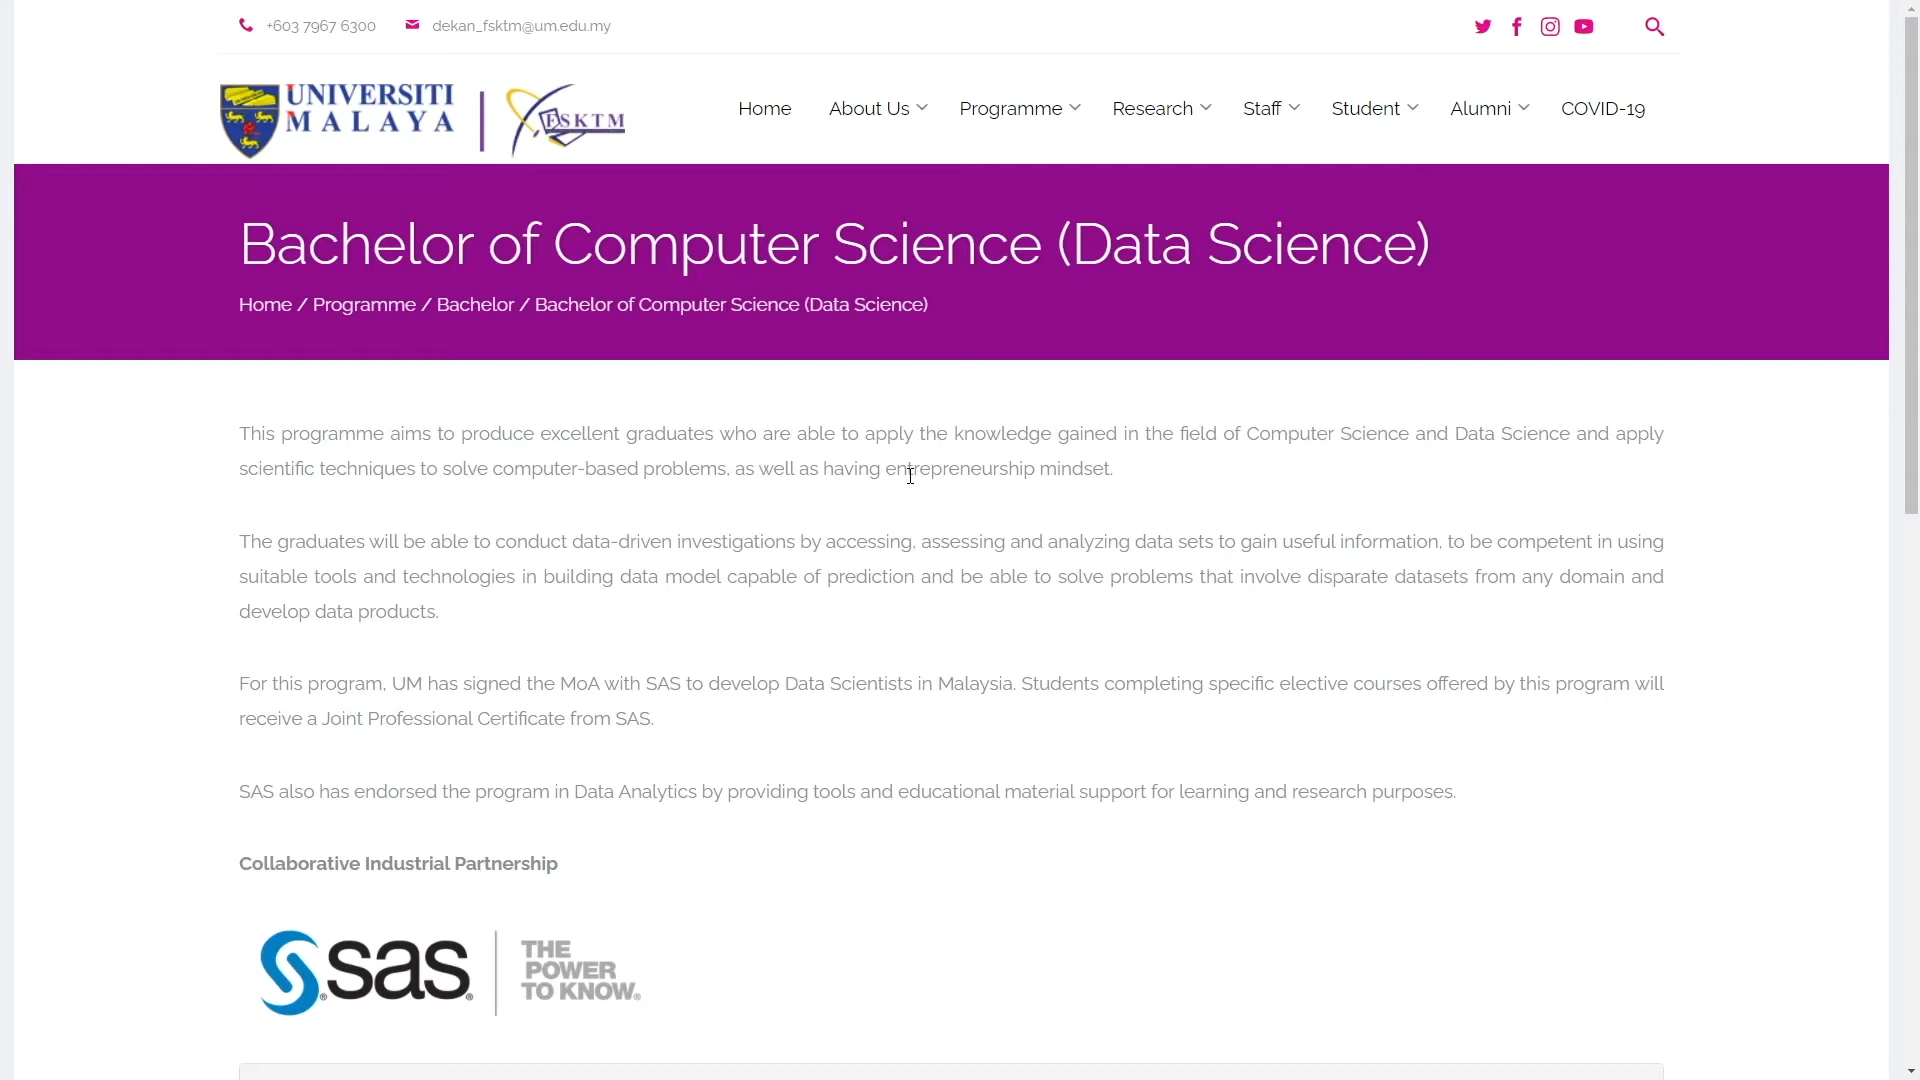 +603 7967 6300 dekan_fsktm@um.edu.my
UNIVERSITI
MALAYA
FSKTM
Home About Us Programme Research Staff Student Alumni COVID-19
Bachelor of Computer Science (Data Science)
Home / Programme / Bachelor / Bachelor of Computer Science (Data Science)
This programme aims to produce excellent graduates who are able to apply the knowledge gained in the field of Computer Science and Data Science and apply
scientific techniques to solve computer-based problems, as well as having entrepreneurship mindset.
The graduates will be able to conduct data-driven investigations by accessing, assessing and analyzing data sets to gain useful information, to be competent in using
suitable tools and technologies in building data model capable of prediction and be able to solve problems that involve disparate datasets from any domain and
develop data products.
For this program, UM has signed the MoA with SAS to develop Data Scientists in Malaysia. Students completing specific elective courses offered by this program will
receive a Joint Professional Certificate from SAS.
SAS also has endorsed the program in Data Analytics by providing tools and educational material support for learning and research purposes.
Collaborative Industrial Partnership
sas
THE
POWER
TO KNOW®